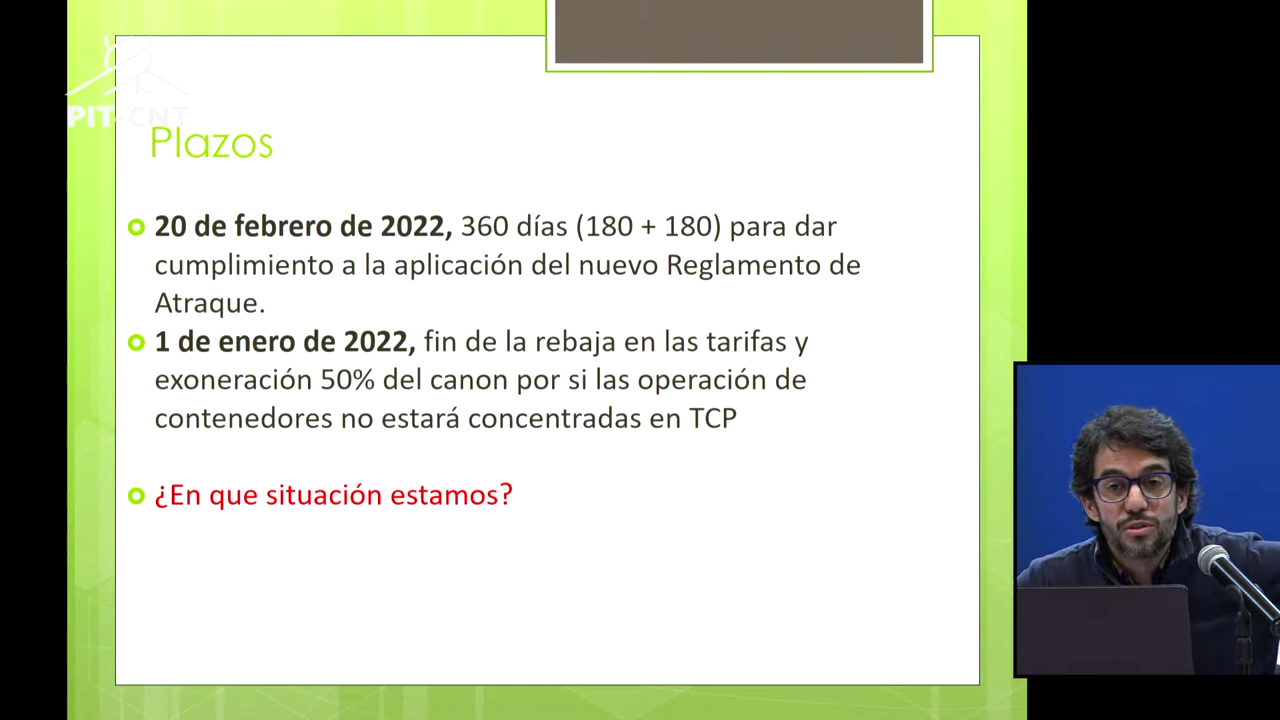 PIT-CNT
Plazos
20 de febrero de 2022, 360 días (180 + 180) para dar
cumplimiento a la aplicación del nuevo Reglamento de
Atraque.
1 de enero de 2022, fin de la rebaja en las tarifas y
exoneración 50% del canon por si las operación de
contenedores no estará concentradas en TCP
¿En que situación estamos?